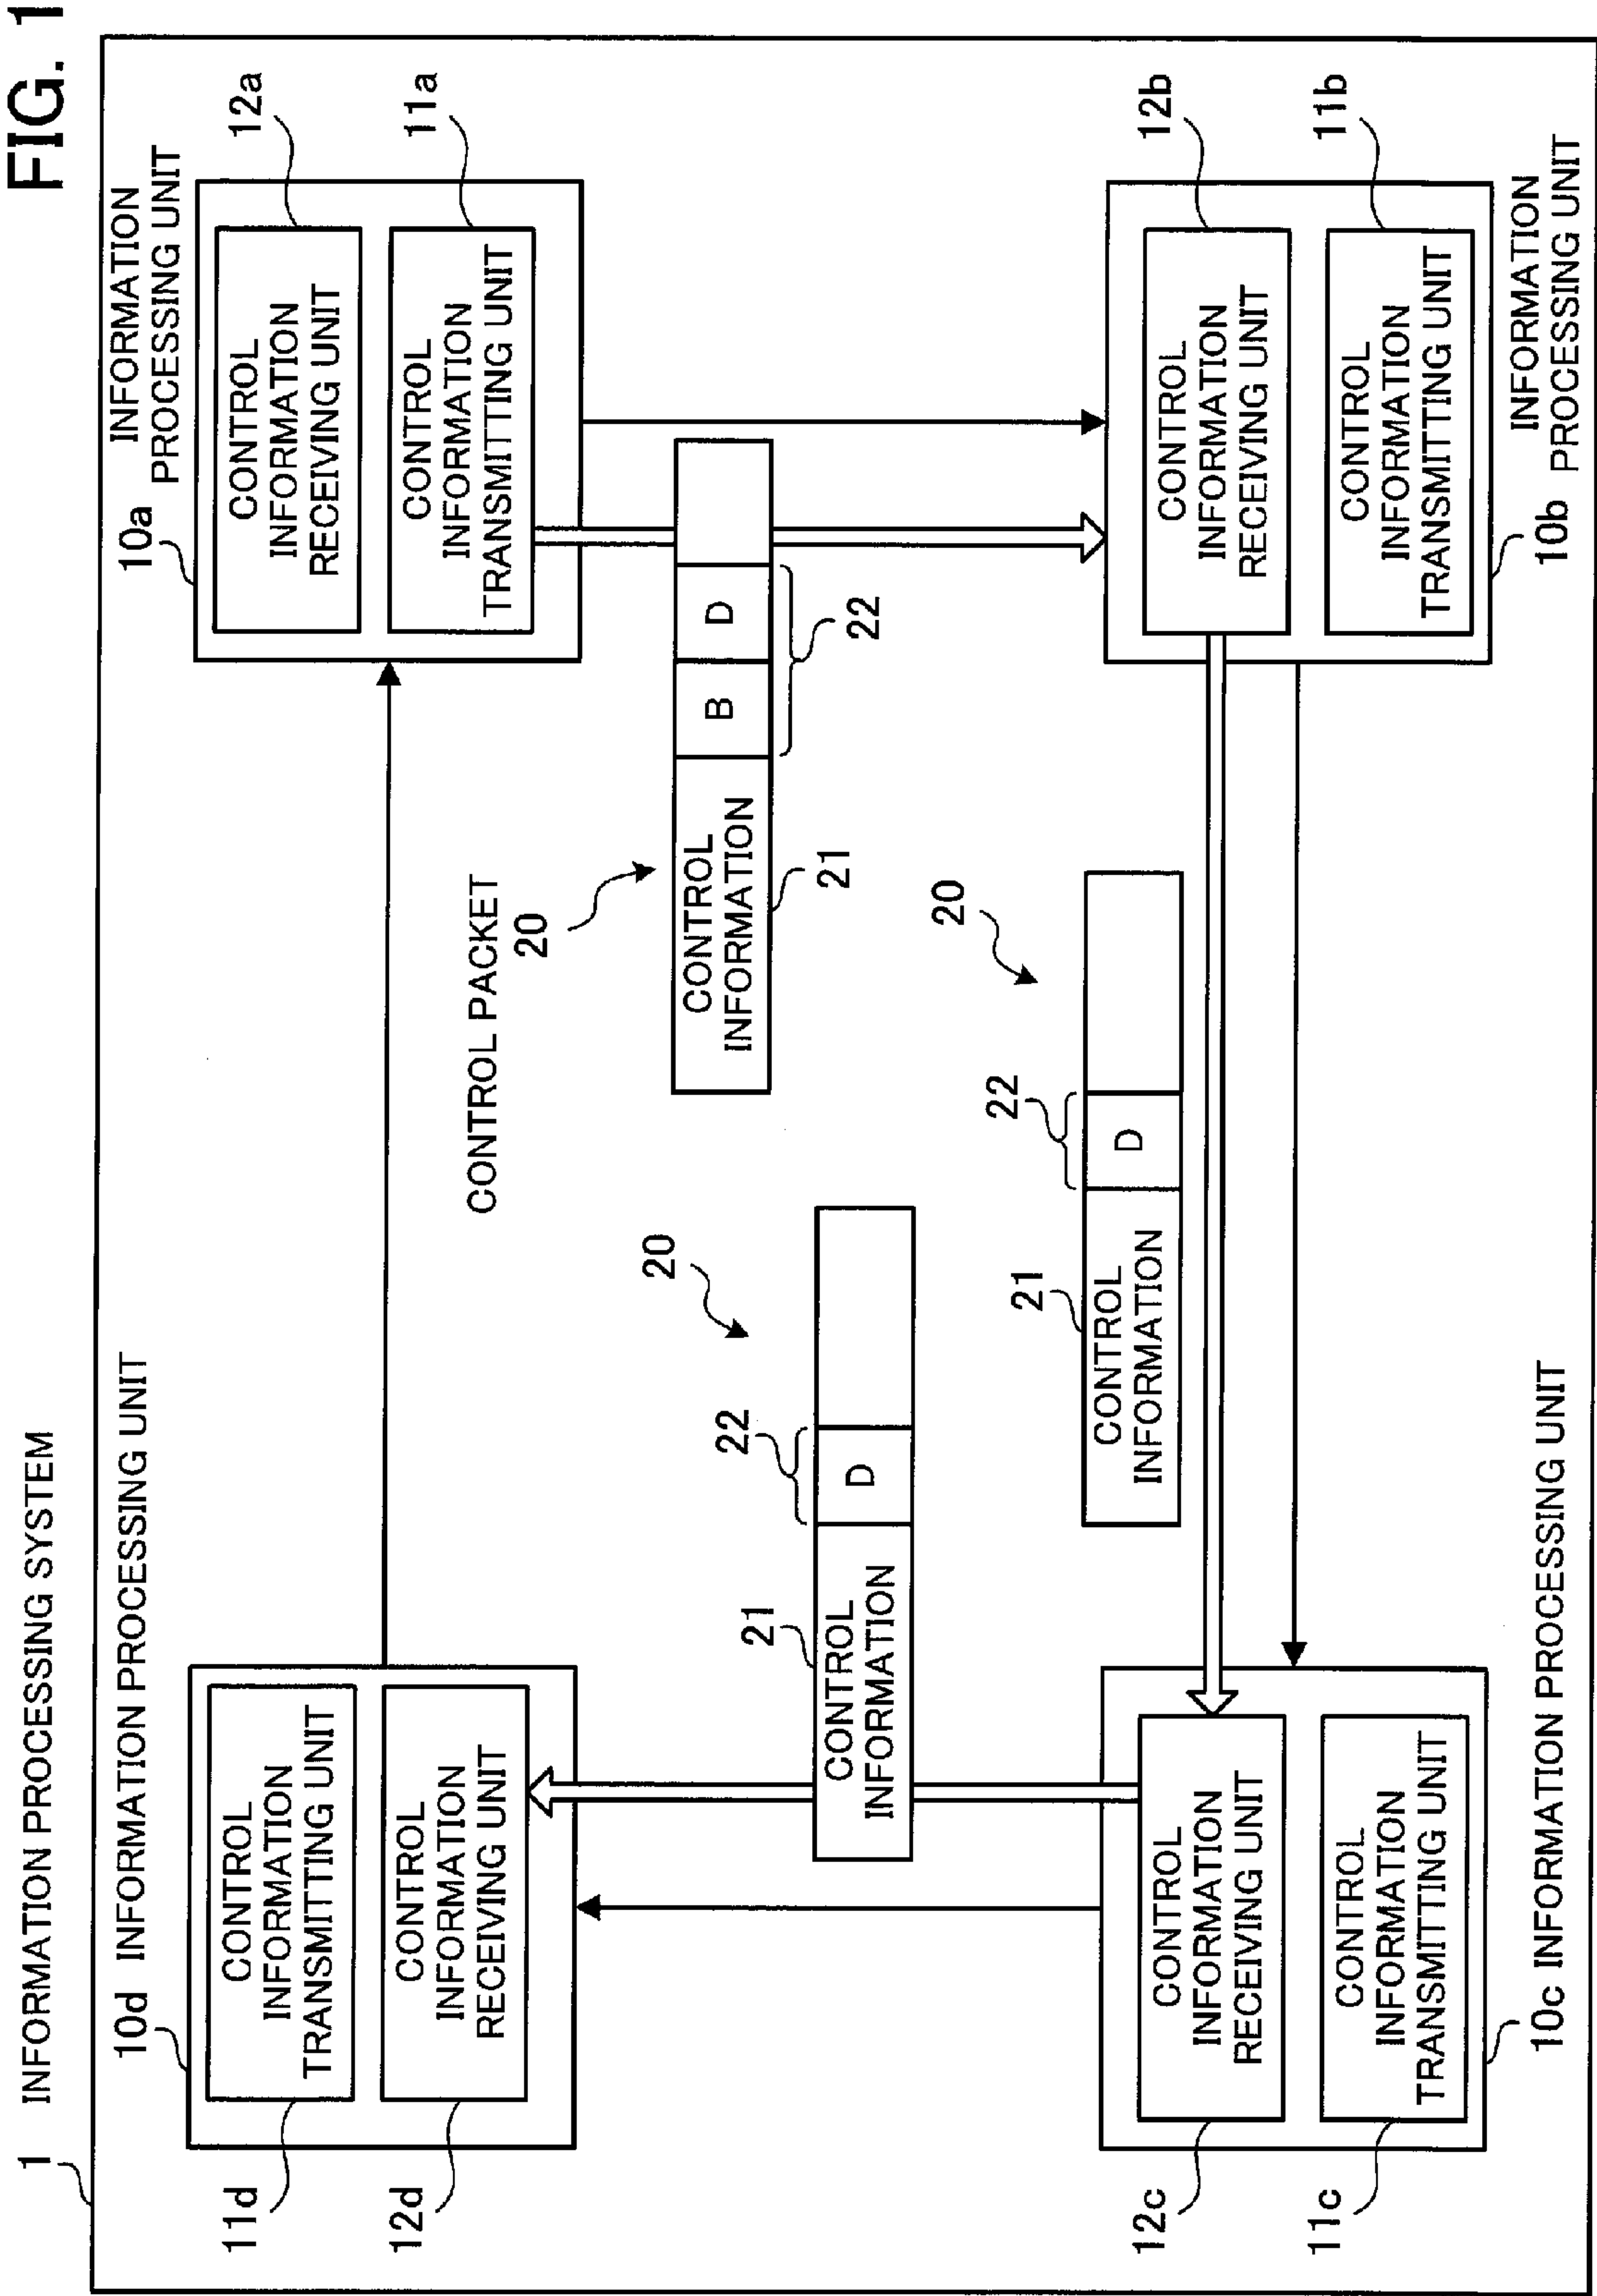 FIG. 1
1 INFORMATION PROCESSING SYSTEM
10d INFORMATION PROCESSING UNIT
11d
CONTROL
INFORMATION
TRANSMITTING UNIT
12d
CONTROL
INFORMATION
RECEIVING UNIT
10a
INFORMATION
PROCESSING UNIT
12a
CONTROL
INFORMATION
RECEIVING UNIT
11a
CONTROL
INFORMATION
TRANSMITTING UNIT
CONTROL PACKET
20
CONTROL
INFORMATION
B
D
21
22
20
21
22
CONTROL
INFORMATION
D
20
21
22
CONTROL
INFORMATION
D
12c
CONTROL
INFORMATION
RECEIVING UNIT
11c
CONTROL
INFORMATION
TRANSMITTING UNIT
10c INFORMATION PROCESSING UNIT
12b
CONTROL
INFORMATION
RECEIVING UNIT
11b
CONTROL
INFORMATION
TRANSMITTING UNIT
10b
INFORMATION
PROCESSING UNIT